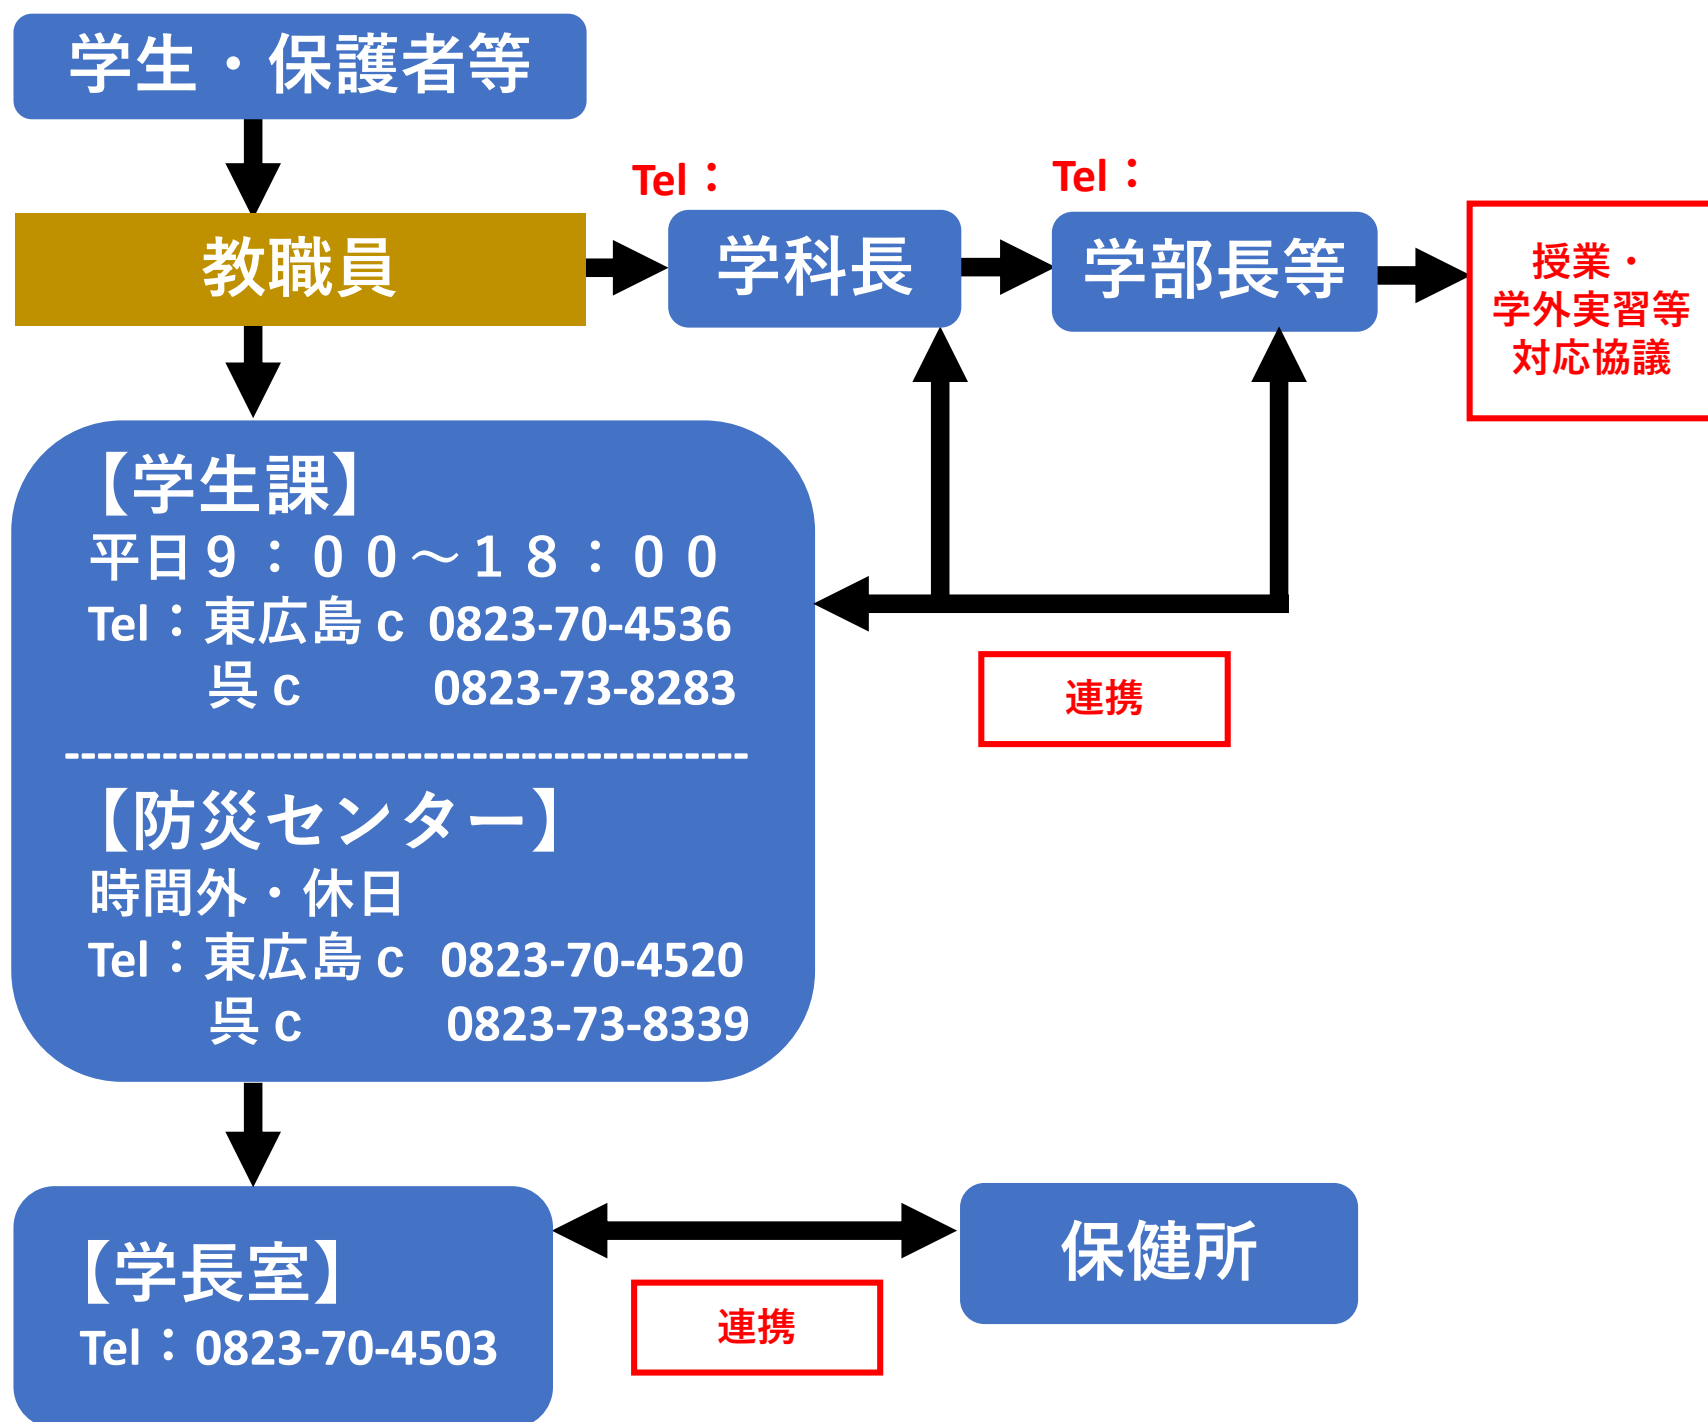 学生・保護者等
Tel：
Tel：
教職員
学科長
学部長等
授業・
学外実習等
対応協議
【学生課】
平日９：００～１８：００
Tel：東広島ｃ 0823-70-4536
呉ｃ 0823-73-8283
------------------------------------------
【防災センター】
時間外・休日
Tel：東広島ｃ 0823-70-4520
呉ｃ 0823-73-8339
連携
【学長室】
Tel：0823-70-4503
連携
保健所